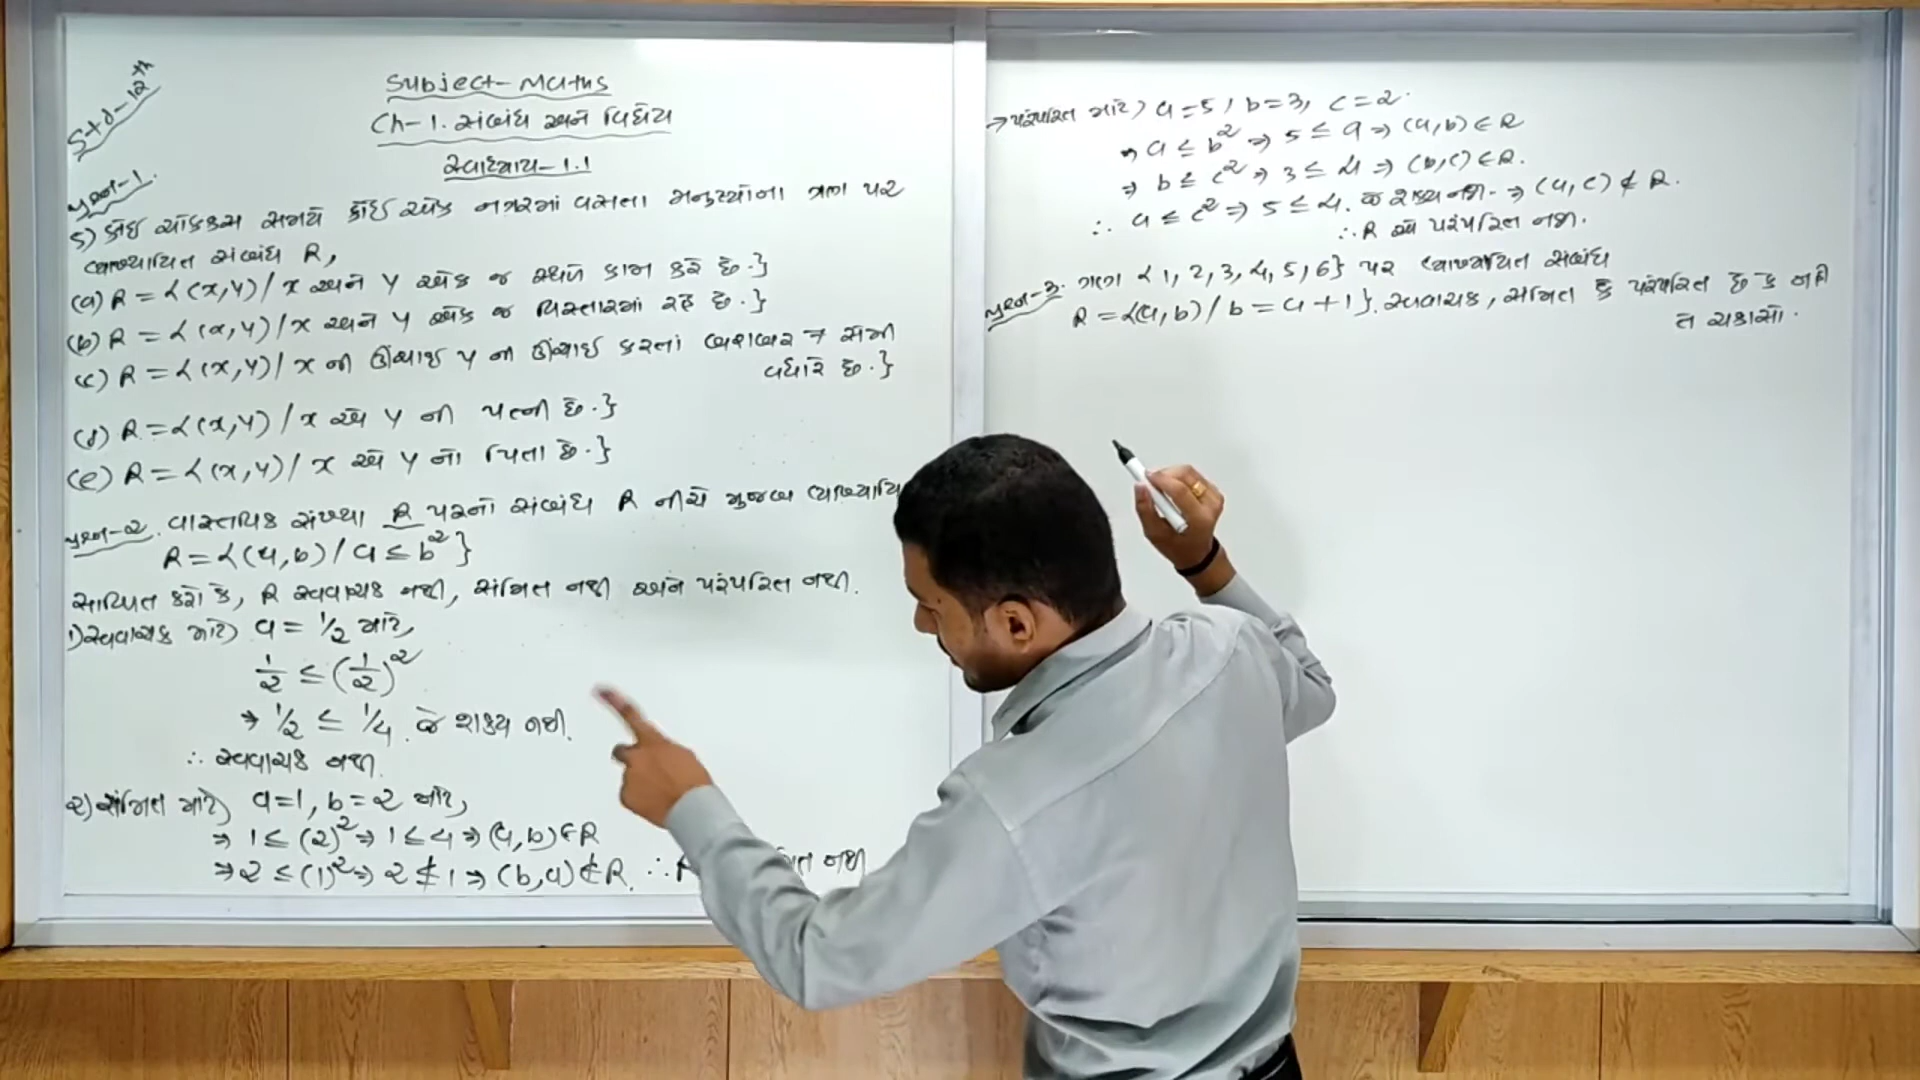 Std-12th
Subject-Maths
Ch-1. સંબંધ અને વિધેય
સ્વાધ્યાય-1.1
પ્રશ્ન-1.
5) કોઈ ચોક્કસ સમયે કોઈ એક નગરમાં વસતા મનુષ્યોના ગણ પર
વ્યાખ્યાયિત સંબંધ R,
(a) R = {(x,y) / x અને y એક જ સ્થળે કામ કરે છે.}
(b) R = {(x,y) / x અને y એક જ વિસ્તારમાં રહે છે.}
(c) R = {(x,y) / x ની ઊંચાઈ y ની ઊંચાઈ કરતાં બરાબર 7 સેમી
વધારે છે.}
(d) R = {(x,y) / x એ y ની પત્ની છે.}
(e) R = {(x,y) / x એ y નો પિતા છે.}
પ્રશ્ન-2. વાસ્તવિક સંખ્યા R પરનો સંબંધ R નીચે મુજબ
R = {(a,b) / a ≤ b²}
સાબિત કરો કે, R સ્વવાચક નથી, સંમિત નથી અને પરંપરિત નથી.
1) સ્વવાચક માટે) a = 1/2 માટે,
1/2 ≤ (1/2)²
⇒ 1/2 ≤ 1/4. જે શક્ય નથી.
∴ સ્વવાચક નથી.
2) સંમિત માટે) a=1, b=2 માટે,
⇒ 1 ≤ (2)² ⇒ 1 ≤ 4 ⇒ (a,b) ∈ R
⇒ 2 ≤ (1)² ⇒ 2 ≰ 1 ⇒ (b,a) ∉ R. ∴ R નથી
→ પરંપરિત માટે) a=5, b=3, c=2.
⇒ a ≤ b² ⇒ 5 ≤ 9 ⇒ (a,b) ∈ R
⇒ b ≤ c² ⇒ 3 ≤ 4 ⇒ (b,c) ∈ R.
∴ a ≤ c² ⇒ 5 ≤ 4. જે શક્ય નથી. ⇒ (a,c) ∉ R.
∴ R એ પરંપરિત નથી.
પ્રશ્ન-3. ગણ {1, 2, 3, 4, 5, 6} પર વ્યાખ્યાયિત સંબંધ
R = {(a,b) / b = a+1}. સ્વવાચક, સંમિત કે પરંપરિત છે કે નહી
તે ચકાસો.